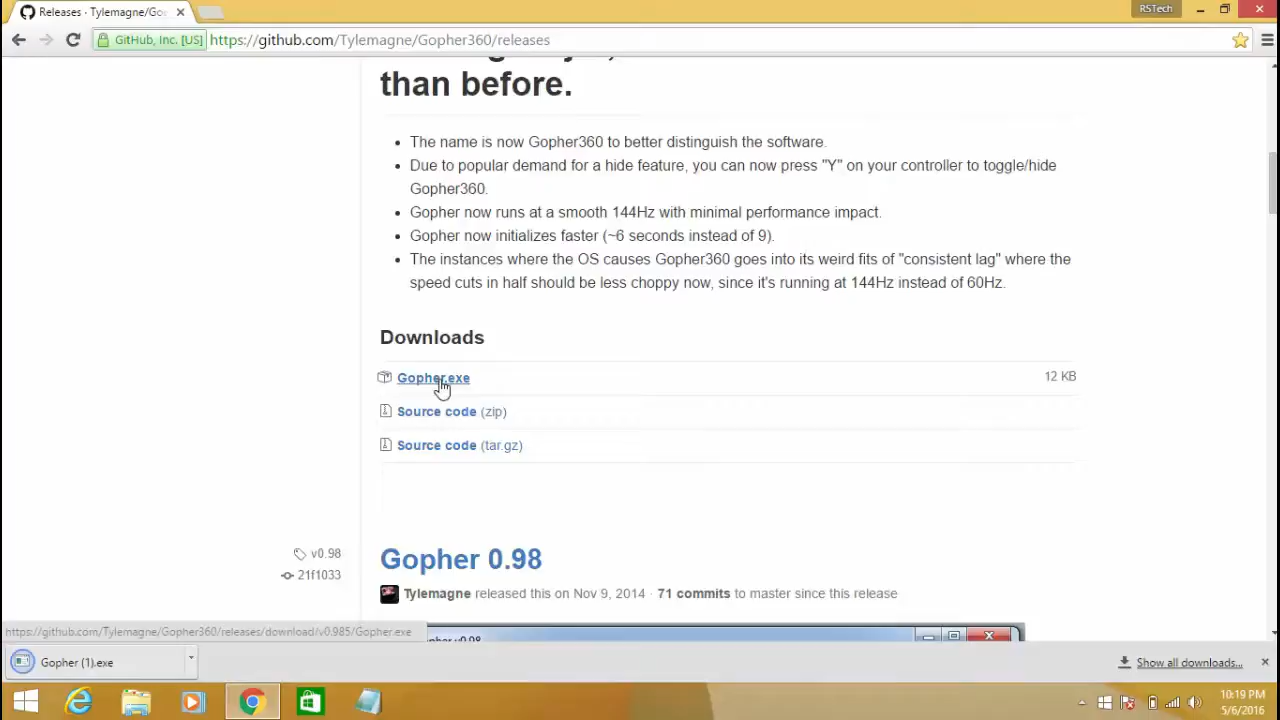 Releases · Tylemagne/Go
RSTech
GitHub, Inc. [US]
https://github.com/Tylemagne/Gopher360/releases
than before.
The name is now Gopher360 to better distinguish the software.
Due to popular demand for a hide feature, you can now press "Y" on your controller to toggle/hide
Gopher360.
Gopher now runs at a smooth 144Hz with minimal performance impact.
Gopher now initializes faster (~6 seconds instead of 9).
The instances where the OS causes Gopher360 goes into its weird fits of "consistent lag" where the
speed cuts in half should be less choppy now, since it's running at 144Hz instead of 60Hz.
Downloads
Gopher.exe 12 KB
Source code (zip)
Source code (tar.gz)
v0.98
21f1033
Gopher 0.98
Tylemagne released this on Nov 9, 2014 · 71 commits to master since this release
https://github.com/Tylemagne/Gopher360/releases/download/v0.985/Gopher.exe
pher v0.98
Gopher (1).exe
Show all downloads...
10:19 PM
5/6/2016